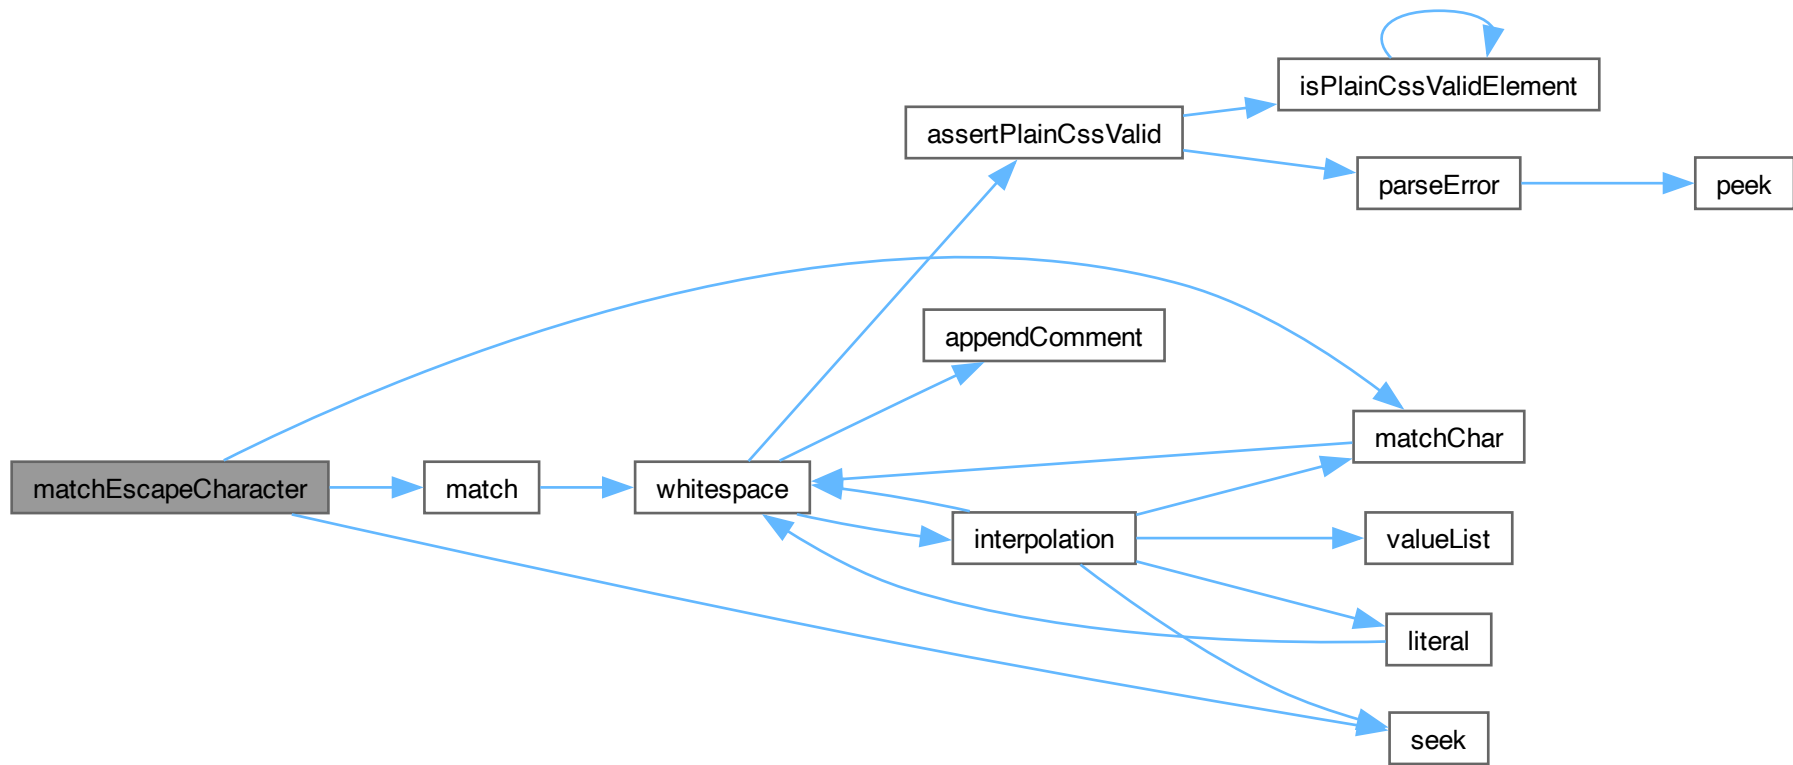 isPlainCssValidElement
assertPlainCssValid
parseError
peek
appendComment
matchChar
matchEscapeCharacter
match
whitespace
interpolation
valueList
literal
seek